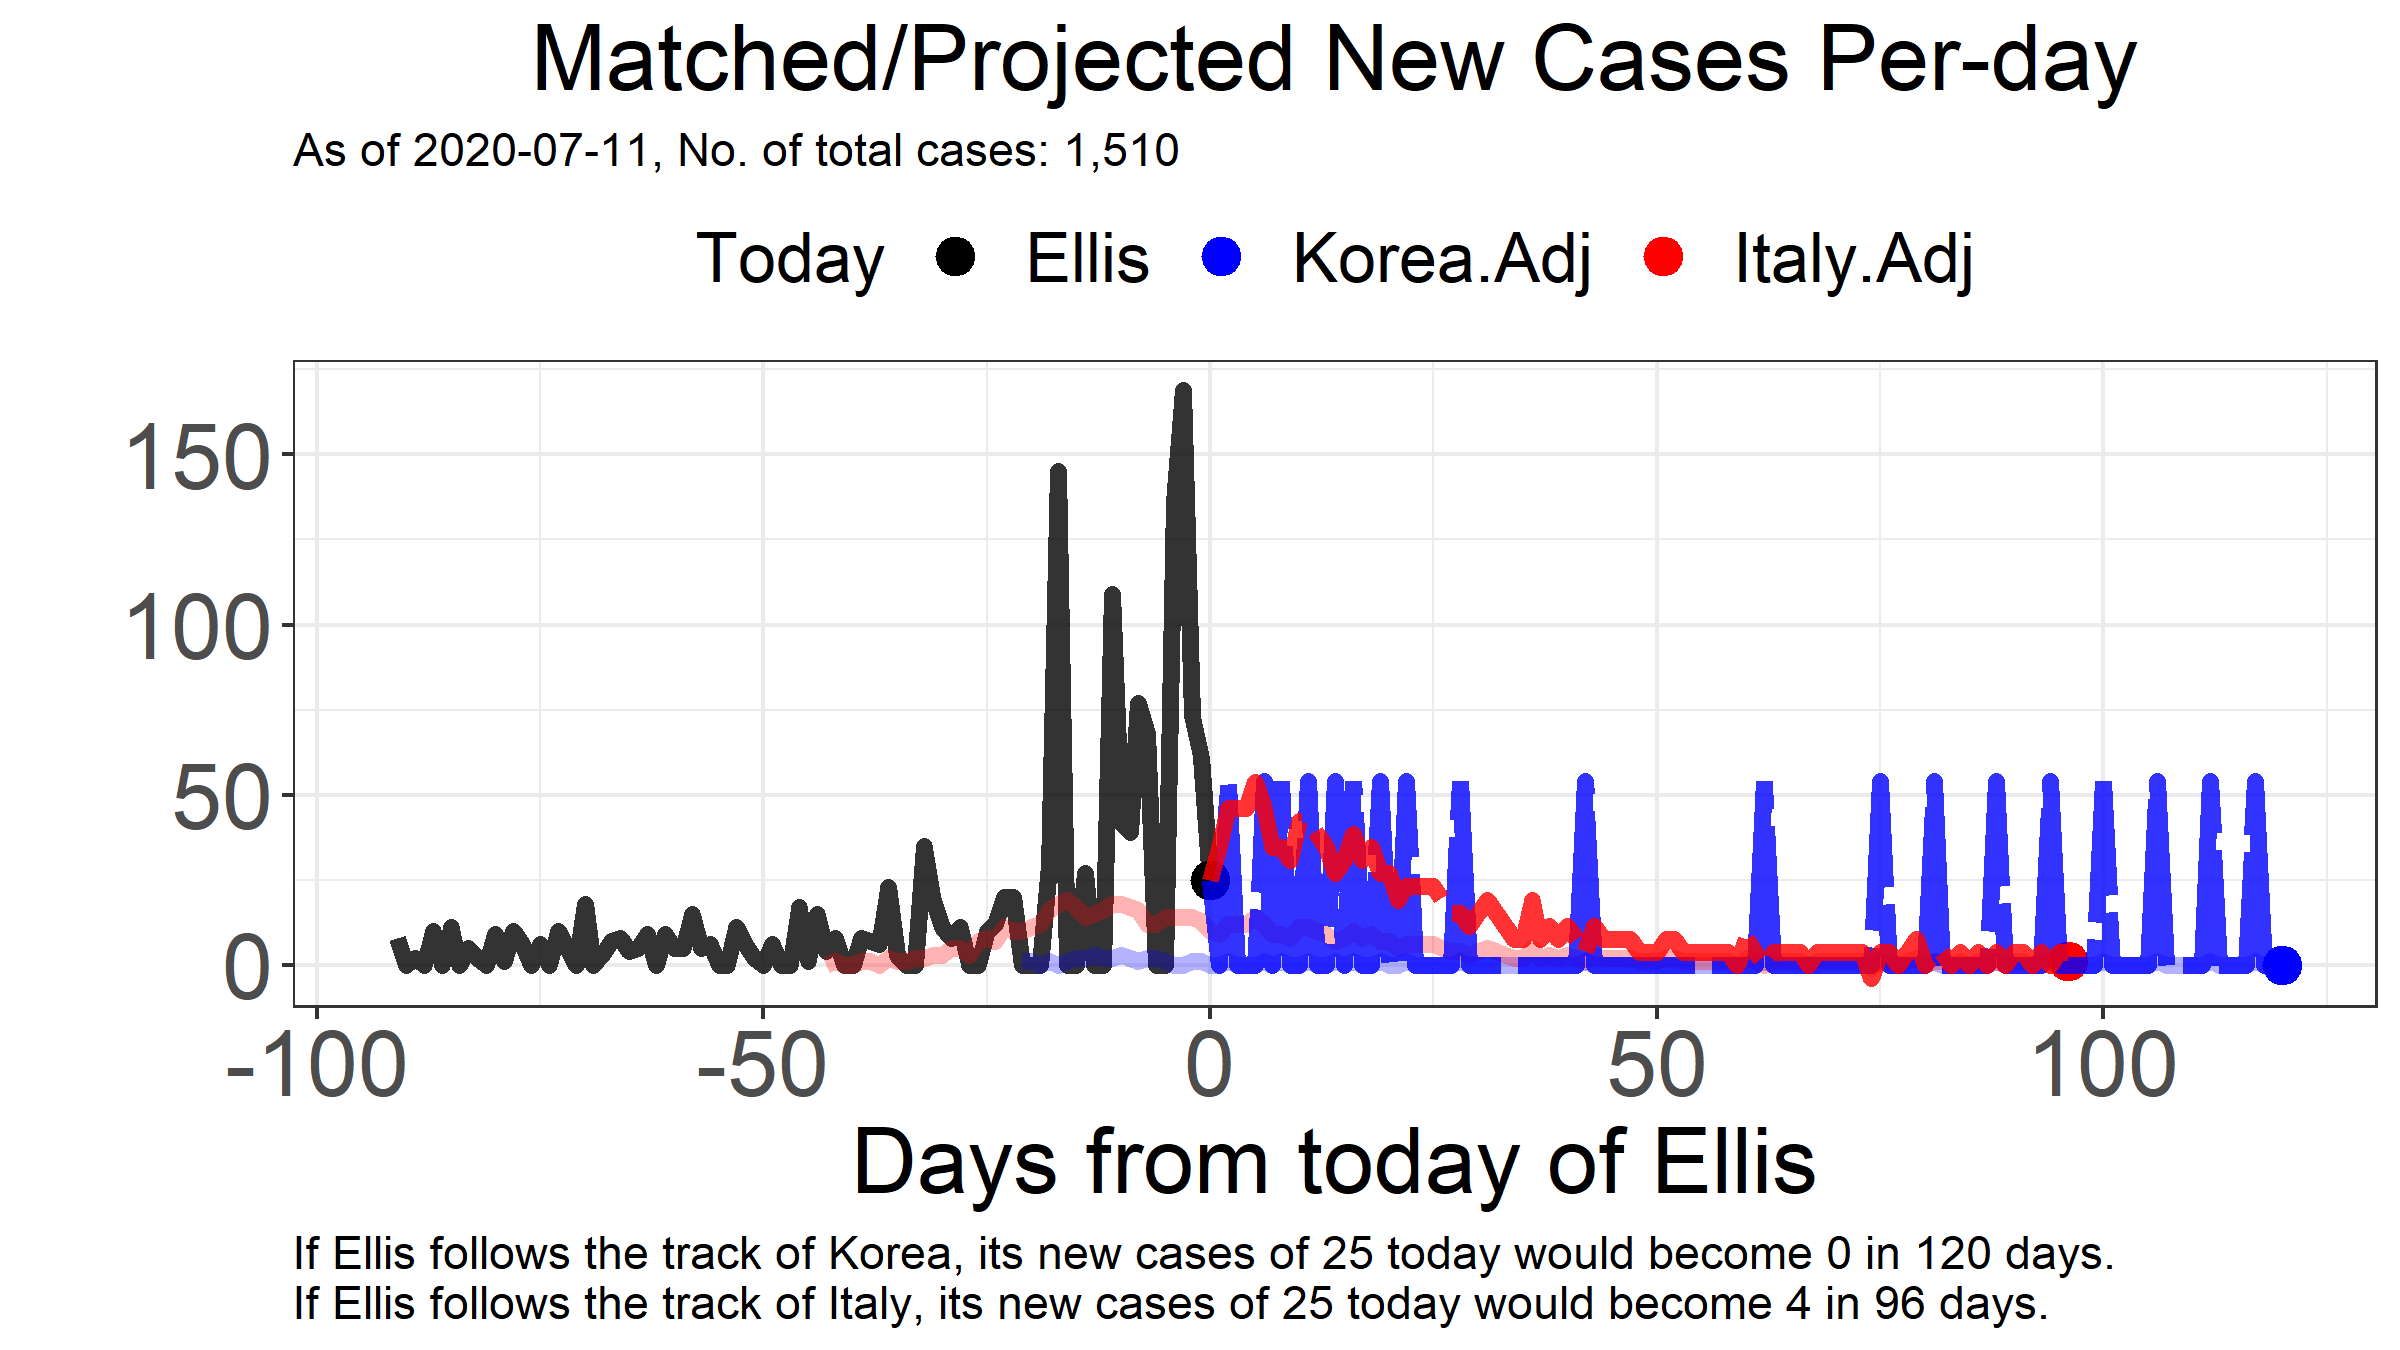 Matched/Projected New Cases Per-day
As of 2020-07-11, No. of total cases: 1,510
Today Ellis Korea.Adj Italy.Adj
150
100
50
0
-100 -50 0 50 100
Days from today of Ellis
If Ellis follows the track of Korea, its new cases of 25 today would become 0 in 120 days.
If Ellis follows the track of Italy, its new cases of 25 today would become 4 in 96 days.